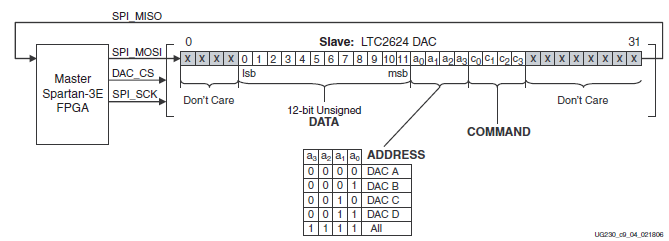 SPI_MISO
0 Slave: LTC2624 DAC 31
SPI_MOSI
X X X X 0 1 2 3 4 5 6 7 8 9 10 11 a0 a1 a2 a3 c0 c1 c2 c3 X X X X X X X X
Master
Spartan-3E
FPGA
DAC_CS
SPI_SCK
lsb msb
Don't Care
12-bit Unsigned
DATA
COMMAND
Don't Care
a3 a2 a1 a0 ADDRESS
0 0 0 0 DAC A
0 0 0 1 DAC B
0 0 1 0 DAC C
0 0 1 1 DAC D
1 1 1 1 All
UG230_c9_04_021806